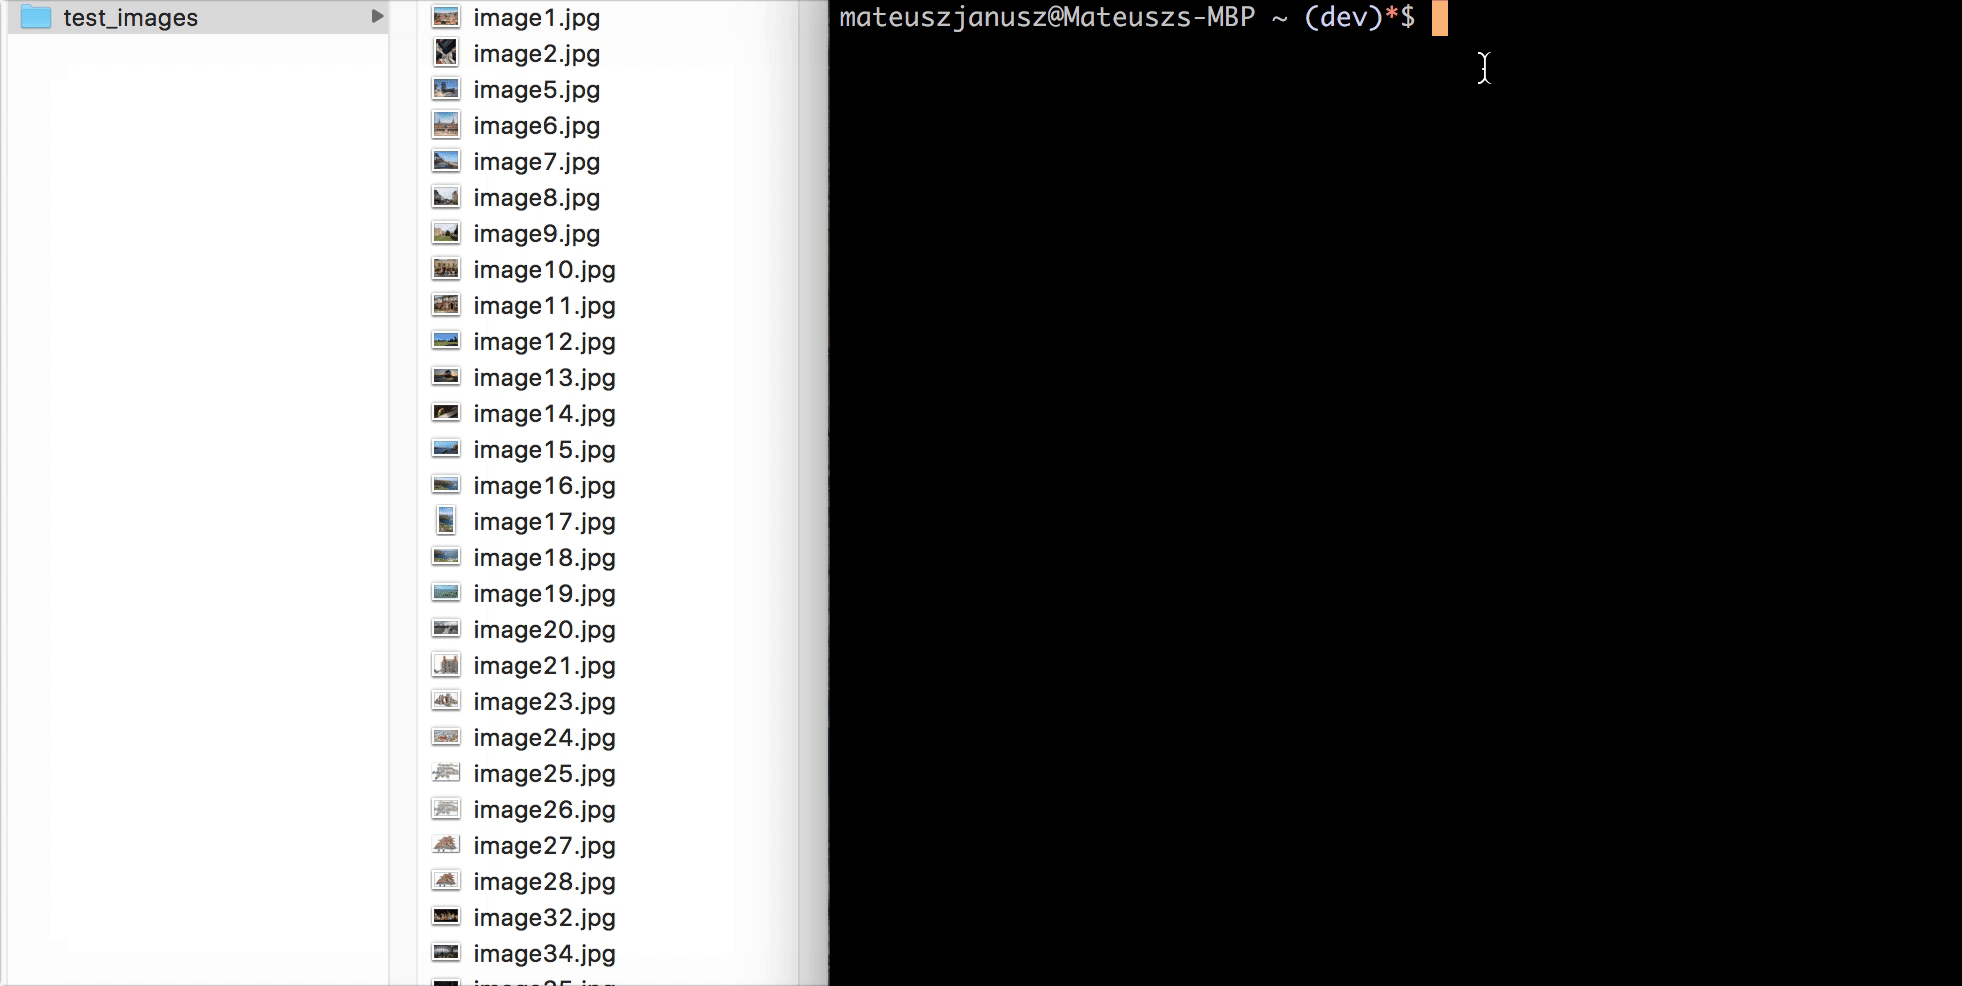 test_images
image1.jpg
image2.jpg
image5.jpg
image6.jpg
image7.jpg
image8.jpg
image9.jpg
image10.jpg
image11.jpg
image12.jpg
image13.jpg
image14.jpg
image15.jpg
image16.jpg
image17.jpg
image18.jpg
image19.jpg
image20.jpg
image21.jpg
image23.jpg
image24.jpg
image25.jpg
image26.jpg
image27.jpg
image28.jpg
image32.jpg
image34.jpg
mateuszjanusz@Mateuszs-MBP ~ (dev)*$